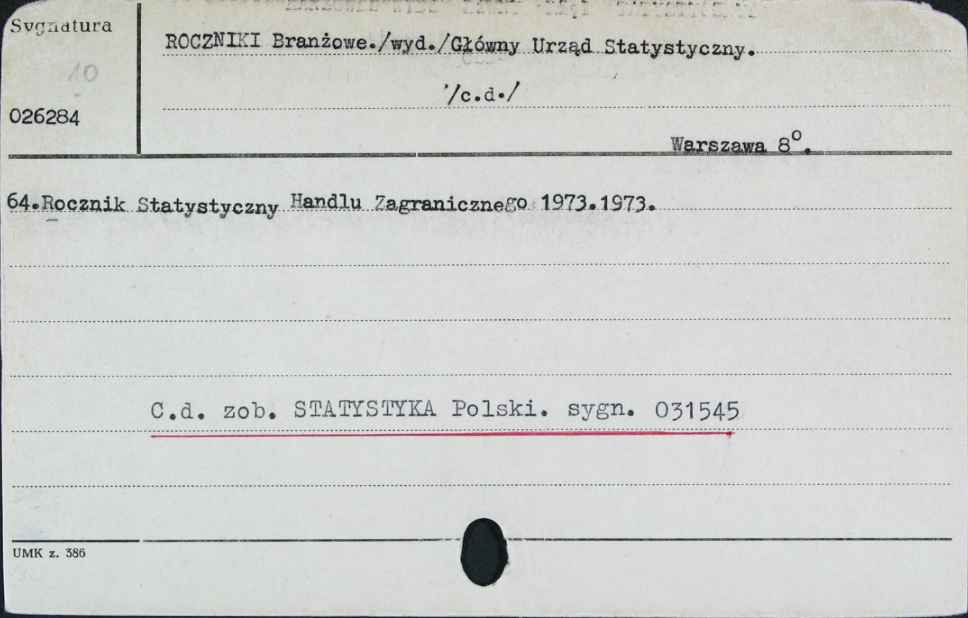 Sygnatura
10
026284
ROCZNIKI Branżowe./wyd./Główny Urząd Statystyczny.
/c.d./
Warszawa 8⁰.
64.Rocznik Statystyczny Handlu Zagranicznego 1973.1973.
C.d. zob. STATYSTYKA Polski. sygn. 031545
UMK z. 386